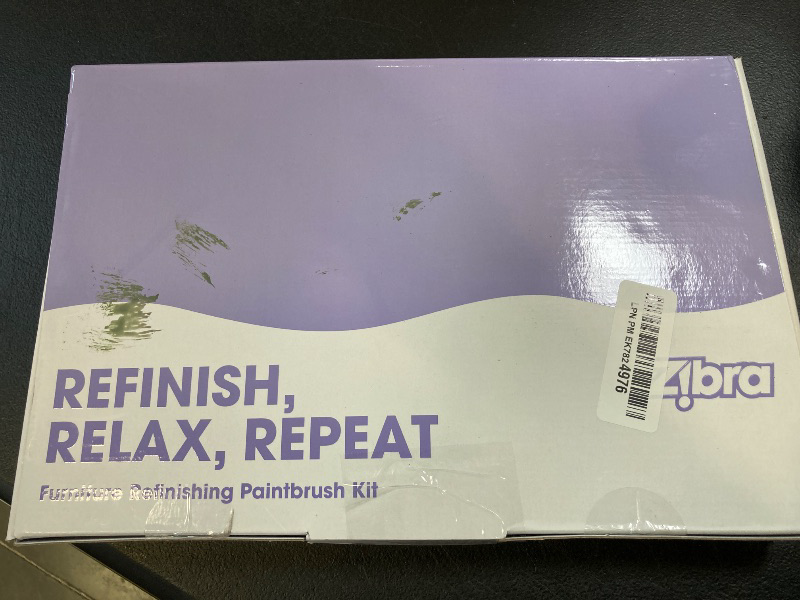 REFINISH,
RELAX, REPEAT
Furniture Refinishing Paintbrush Kit
Zibra
LPN PM EK7824976